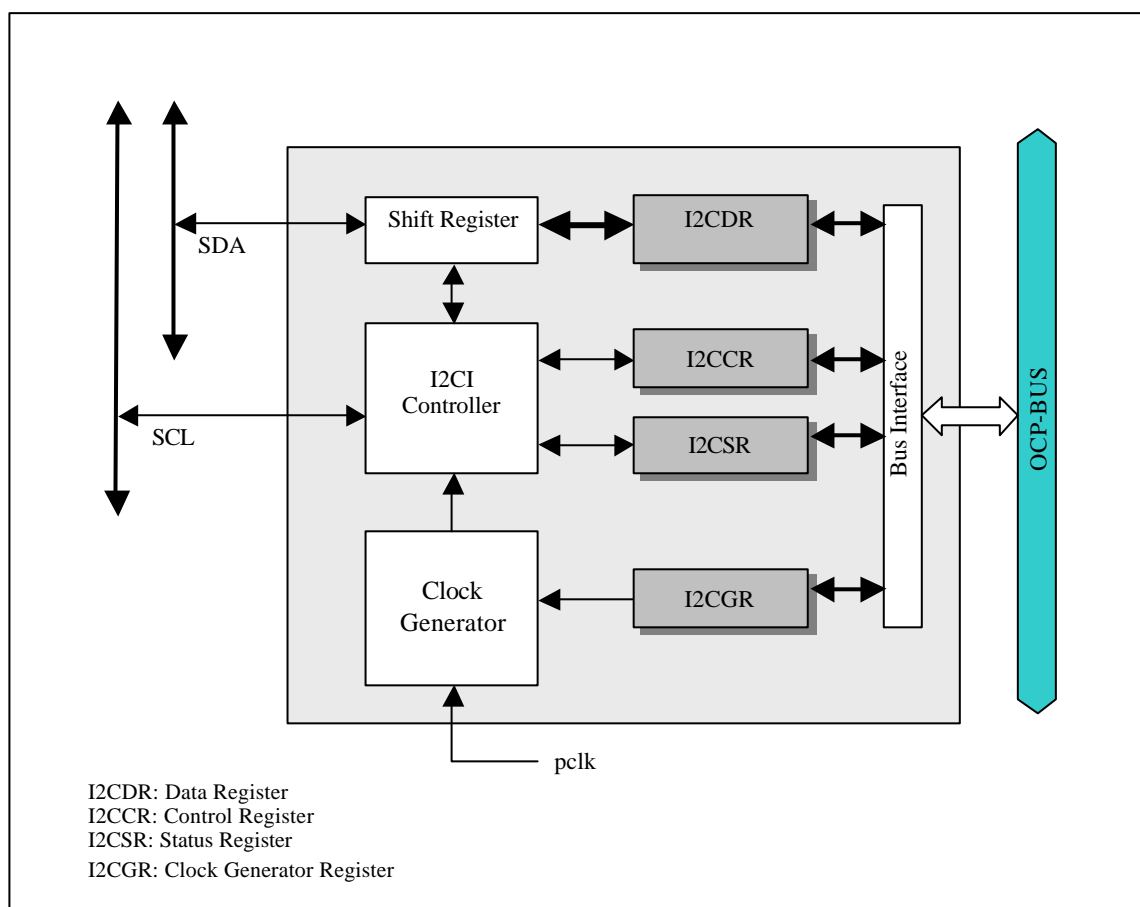 Shift Register
I2CDR
SDA
I2CI
Controller
I2CCR
SCL
I2CSR
Bus Interface
OCP-BUS
Clock
Generator
I2CGR
pclk
I2CDR: Data Register
I2CCR: Control Register
I2CSR: Status Register
I2CGR: Clock Generator Register